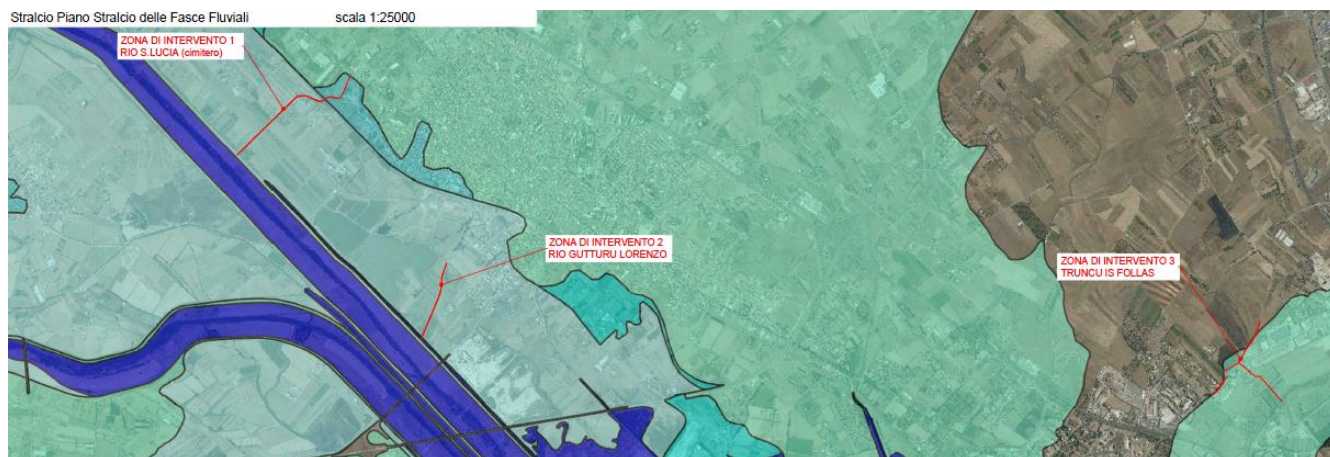 Stralcio Piano Stralcio delle Fasce Fluviali scala 1:25000
ZONA DI INTERVENTO 1
RIO S.LUCIA (cimitero)
ZONA DI INTERVENTO 2
RIO GUTTURU LORENZO
ZONA DI INTERVENTO 3
TRUNCU IS FOLLAS